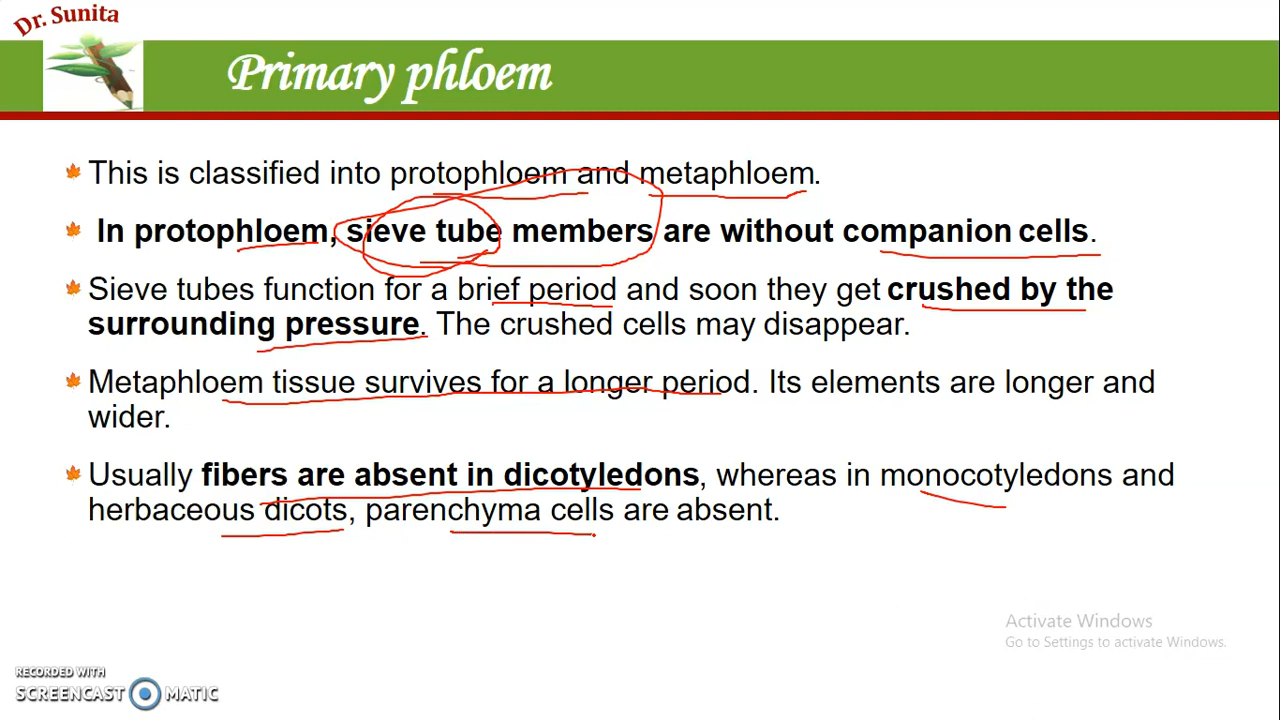 Dr. Sunita
Primary phloem
This is classified into protophloem and metaphloem.
In protophloem, sieve tube members are without companion cells.
Sieve tubes function for a brief period and soon they get crushed by the
surrounding pressure. The crushed cells may disappear.
Metaphloem tissue survives for a longer period. Its elements are longer and
wider.
Usually fibers are absent in dicotyledons, whereas in monocotyledons and
herbaceous dicots, parenchyma cells are absent.
Activate Windows
Go to Settings to activate Windows.
RECORDED WITH
SCREENCAST MATIC